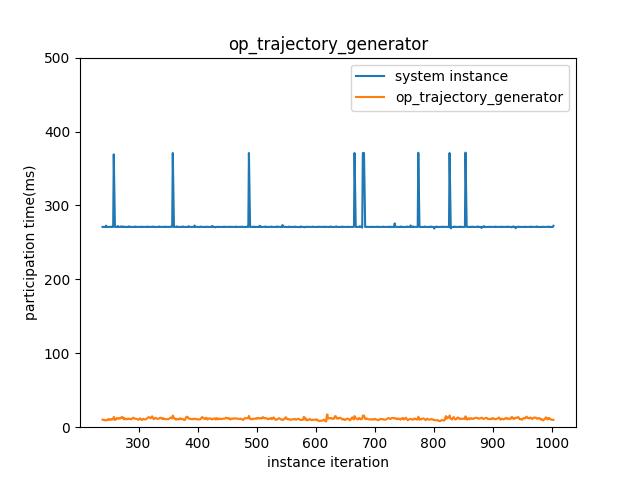 op_trajectory_generator
500
400
300
200
100
0
participation time(ms)
system instance
op_trajectory_generator
300
400
500
600
700
800
900
1000
instance iteration